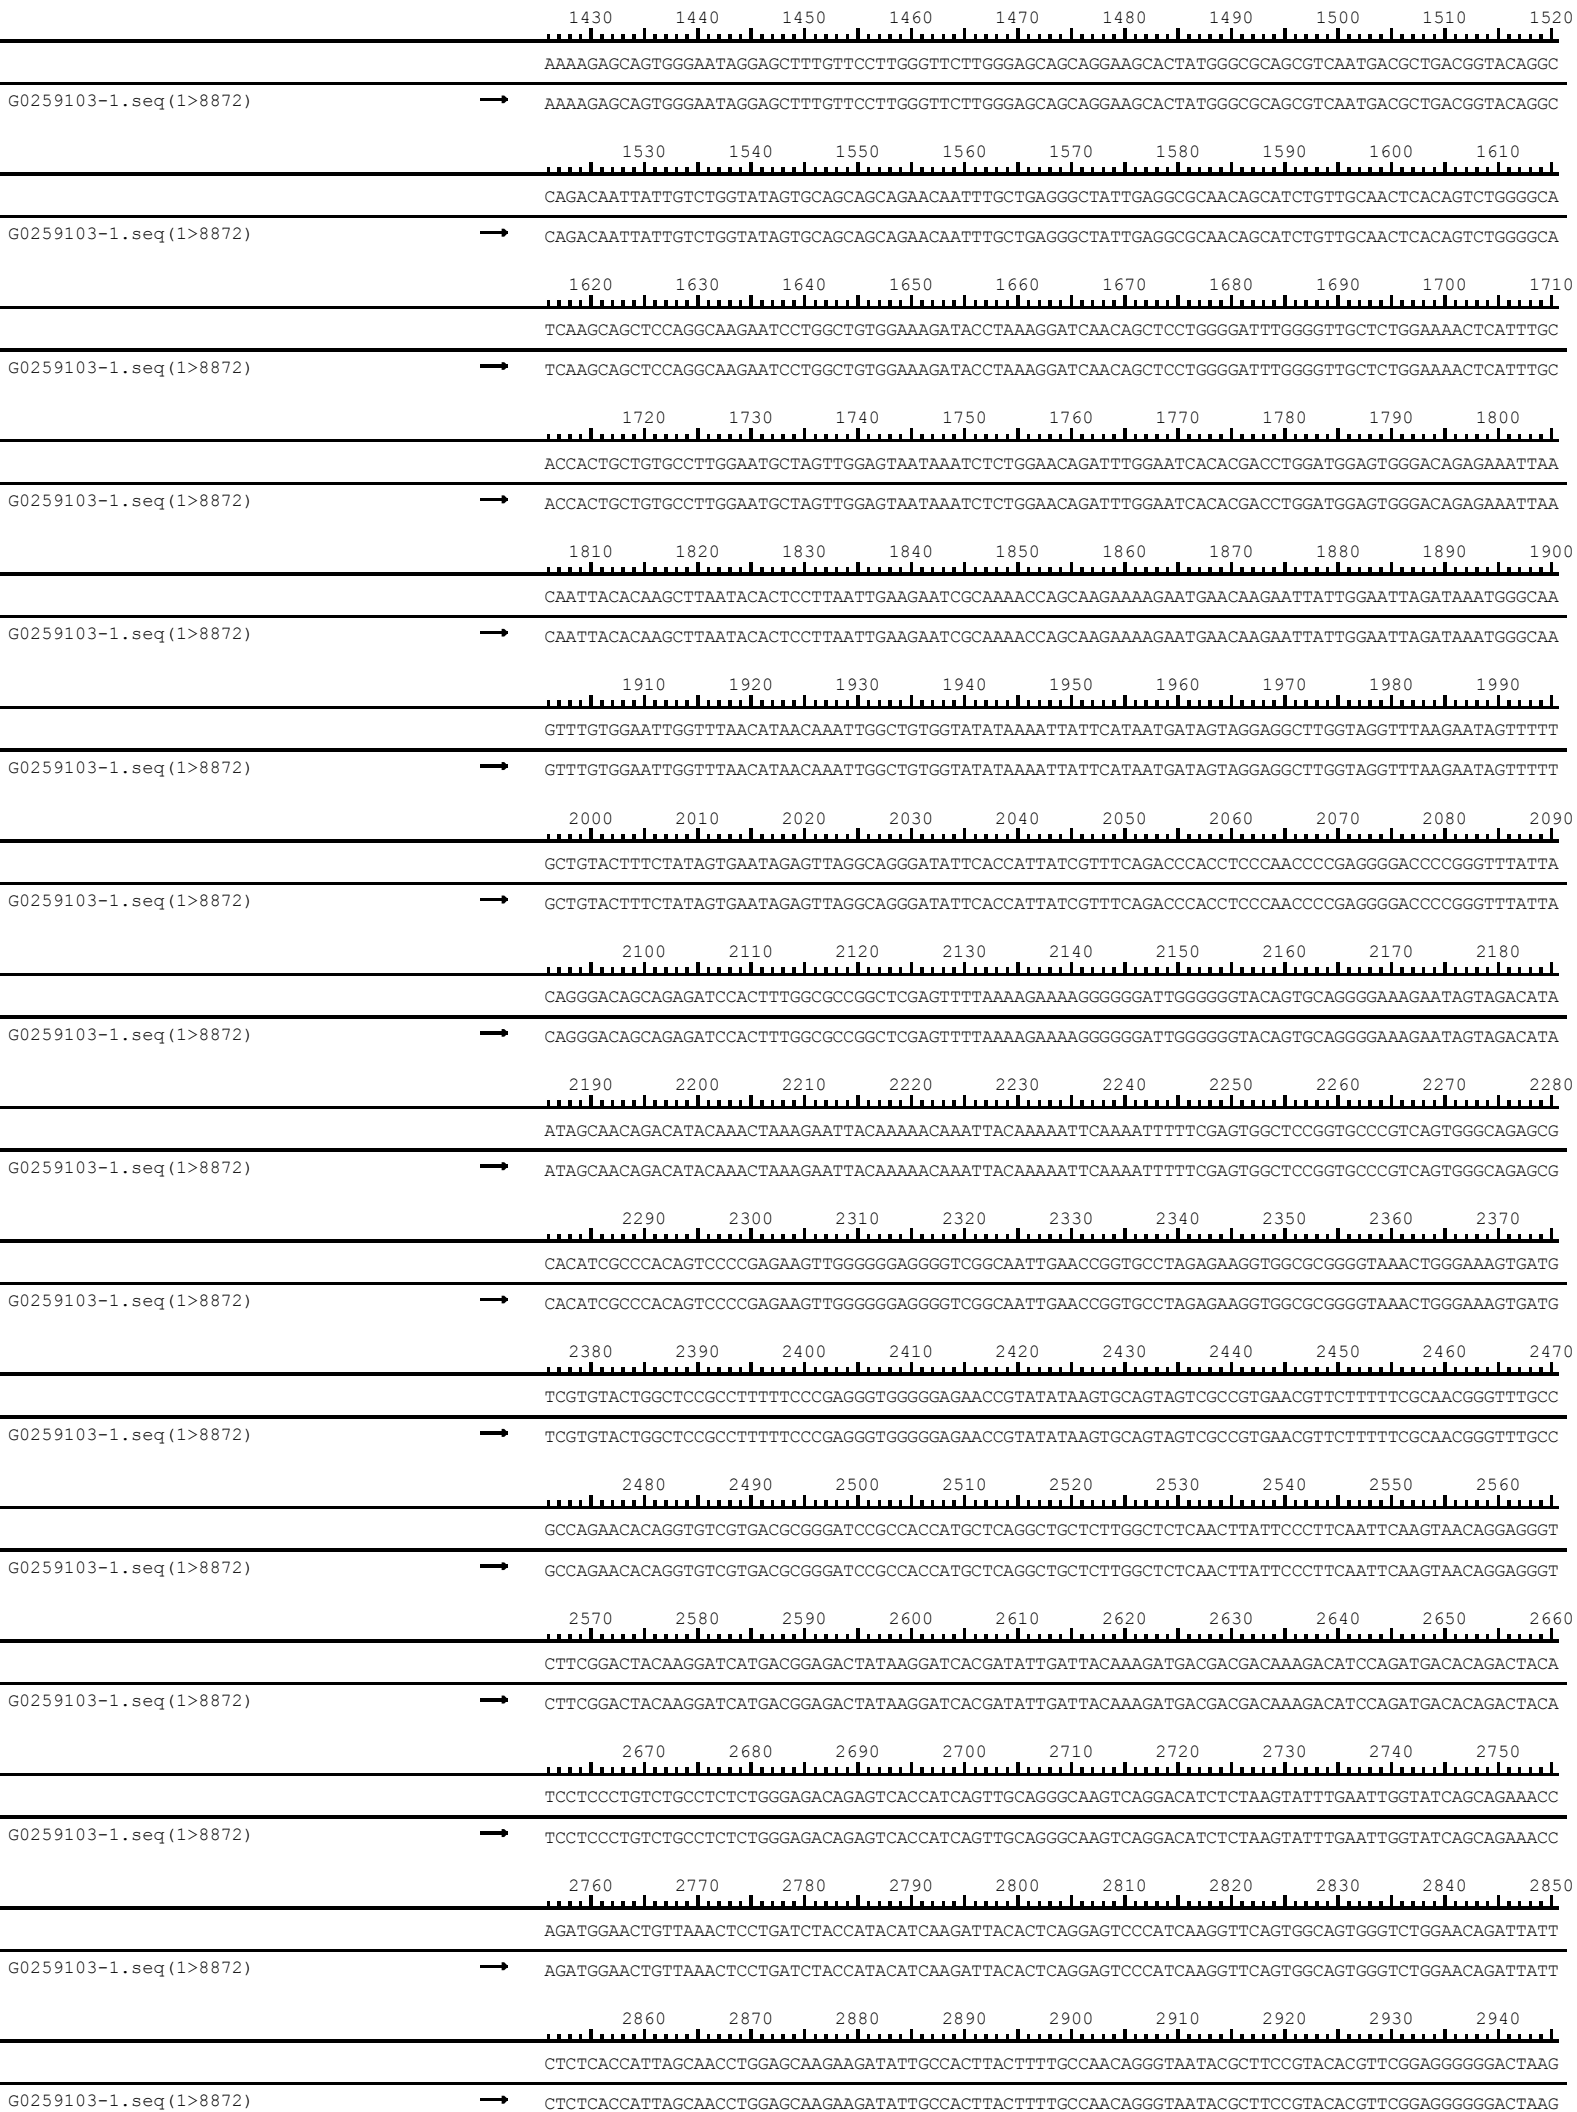 1430 1440 1450 1460 1470 1480 1490 1500 1510 1520
AAAAGAGCAGTGGGAATAGGAGCTTTGTTCCTTGGGTTCTTGGGAGCAGCAGGAAGCACTATGGGCGCAGCGTCAATGACGCTGACGGTACAGGC
G0259103-1.seq(1>8872) → AAAAGAGCAGTGGGAATAGGAGCTTTGTTCCTTGGGTTCTTGGGAGCAGCAGGAAGCACTATGGGCGCAGCGTCAATGACGCTGACGGTACAGGC
1530 1540 1550 1560 1570 1580 1590 1600 1610
CAGACAATTATTGTCTGGTATAGTGCAGCAGCAGAACAATTTGCTGAGGGCTATTGAGGCGCAACAGCATCTGTTGCAACTCACAGTCTGGGGCA
G0259103-1.seq(1>8872) → CAGACAATTATTGTCTGGTATAGTGCAGCAGCAGAACAATTTGCTGAGGGCTATTGAGGCGCAACAGCATCTGTTGCAACTCACAGTCTGGGGCA
1620 1630 1640 1650 1660 1670 1680 1690 1700 1710
TCAAGCAGCTCCAGGCAAGAATCCTGGCTGTGGAAAGATACCTAAAGGATCAACAGCTCCTGGGGATTTGGGGTTGCTCTGGAAAACTCATTTGC
G0259103-1.seq(1>8872) → TCAAGCAGCTCCAGGCAAGAATCCTGGCTGTGGAAAGATACCTAAAGGATCAACAGCTCCTGGGGATTTGGGGTTGCTCTGGAAAACTCATTTGC
1720 1730 1740 1750 1760 1770 1780 1790 1800
ACCACTGCTGTGCCTTGGAATGCTAGTTGGAGTAATAAATCTCTGGAACAGATTTGGAATCACACGACCTGGATGGAGTGGGACAGAGAAATTAA
G0259103-1.seq(1>8872) → ACCACTGCTGTGCCTTGGAATGCTAGTTGGAGTAATAAATCTCTGGAACAGATTTGGAATCACACGACCTGGATGGAGTGGGACAGAGAAATTAA
1810 1820 1830 1840 1850 1860 1870 1880 1890 1900
CAATTACACAAGCTTAATACACTCCTTAATTGAAGAATCGCAAAACCAGCAAGAAAAGAATGAACAAGAATTATTGGAATTAGATAAATGGGCAA
G0259103-1.seq(1>8872) → CAATTACACAAGCTTAATACACTCCTTAATTGAAGAATCGCAAAACCAGCAAGAAAAGAATGAACAAGAATTATTGGAATTAGATAAATGGGCAA
1910 1920 1930 1940 1950 1960 1970 1980 1990
GTTTGTGGAATTGGTTTAACATAACAAATTGGCTGTGGTATATAAAATTATTCATAATGATAGTAGGAGGCTTGGTAGGTTTAAGAATAGTTTTT
G0259103-1.seq(1>8872) → GTTTGTGGAATTGGTTTAACATAACAAATTGGCTGTGGTATATAAAATTATTCATAATGATAGTAGGAGGCTTGGTAGGTTTAAGAATAGTTTTT
2000 2010 2020 2030 2040 2050 2060 2070 2080 2090
GCTGTACTTTCTATAGTGAATAGAGTTAGGCAGGGATATTCACCATTATCGTTTCAGACCCACCTCCCAACCCCGAGGGGACCCCGGGTTTATTA
G0259103-1.seq(1>8872) → GCTGTACTTTCTATAGTGAATAGAGTTAGGCAGGGATATTCACCATTATCGTTTCAGACCCACCTCCCAACCCCGAGGGGACCCCGGGTTTATTA
2100 2110 2120 2130 2140 2150 2160 2170 2180
CAGGGACAGCAGAGATCCACTTTGGCGCCGGCTCGAGTTTTAAAAGAAAAGGGGGGATTGGGGGGTACAGTGCAGGGGAAAGAATAGTAGACATA
G0259103-1.seq(1>8872) → CAGGGACAGCAGAGATCCACTTTGGCGCCGGCTCGAGTTTTAAAAGAAAAGGGGGGATTGGGGGGTACAGTGCAGGGGAAAGAATAGTAGACATA
2190 2200 2210 2220 2230 2240 2250 2260 2270 2280
ATAGCAACAGACATACAAACTAAAGAATTACAAAAACAAATTACAAAAATTCAAAATTTTTCGAGTGGCTCCGGTGCCCGTCAGTGGGCAGAGCG
G0259103-1.seq(1>8872) → ATAGCAACAGACATACAAACTAAAGAATTACAAAAACAAATTACAAAAATTCAAAATTTTTCGAGTGGCTCCGGTGCCCGTCAGTGGGCAGAGCG
2290 2300 2310 2320 2330 2340 2350 2360 2370
CACATCGCCCACAGTCCCCGAGAAGTTGGGGGGAGGGGTCGGCAATTGAACCGGTGCCTAGAGAAGGTGGCGCGGGGTAAACTGGGAAAGTGATG
G0259103-1.seq(1>8872) → CACATCGCCCACAGTCCCCGAGAAGTTGGGGGGAGGGGTCGGCAATTGAACCGGTGCCTAGAGAAGGTGGCGCGGGGTAAACTGGGAAAGTGATG
2380 2390 2400 2410 2420 2430 2440 2450 2460 2470
TCGTGTACTGGCTCCGCCTTTTTCCCGAGGGTGGGGGAGAACCGTATATAAGTGCAGTAGTCGCCGTGAACGTTCTTTTTCGCAACGGGTTTGCC
G0259103-1.seq(1>8872) → TCGTGTACTGGCTCCGCCTTTTTCCCGAGGGTGGGGGAGAACCGTATATAAGTGCAGTAGTCGCCGTGAACGTTCTTTTTCGCAACGGGTTTGCC
2480 2490 2500 2510 2520 2530 2540 2550 2560
GCCAGAACACAGGTGTCGTGACGCGGGATCCGCCACCATGCTCAGGCTGCTCTTGGCTCTCAACTTATTCCCTTCAATTCAAGTAACAGGAGGGT
G0259103-1.seq(1>8872) → GCCAGAACACAGGTGTCGTGACGCGGGATCCGCCACCATGCTCAGGCTGCTCTTGGCTCTCAACTTATTCCCTTCAATTCAAGTAACAGGAGGGT
2570 2580 2590 2600 2610 2620 2630 2640 2650 2660
CTTCGGACTACAAGGATCATGACGGAGACTATAAGGATCACGATATTGATTACAAAGATGACGACGACAAAGACATCCAGATGACACAGACTACA
G0259103-1.seq(1>8872) → CTTCGGACTACAAGGATCATGACGGAGACTATAAGGATCACGATATTGATTACAAAGATGACGACGACAAAGACATCCAGATGACACAGACTACA
2670 2680 2690 2700 2710 2720 2730 2740 2750
TCCTCCCTGTCTGCCTCTCTGGGAGACAGAGTCACCATCAGTTGCAGGGCAAGTCAGGACATCTCTAAGTATTTGAATTGGTATCAGCAGAAACC
G0259103-1.seq(1>8872) → TCCTCCCTGTCTGCCTCTCTGGGAGACAGAGTCACCATCAGTTGCAGGGCAAGTCAGGACATCTCTAAGTATTTGAATTGGTATCAGCAGAAACC
2760 2770 2780 2790 2800 2810 2820 2830 2840 2850
AGATGGAACTGTTAAACTCCTGATCTACCATACATCAAGATTACACTCAGGAGTCCCATCAAGGTTCAGTGGCAGTGGGTCTGGAACAGATTATT
G0259103-1.seq(1>8872) → AGATGGAACTGTTAAACTCCTGATCTACCATACATCAAGATTACACTCAGGAGTCCCATCAAGGTTCAGTGGCAGTGGGTCTGGAACAGATTATT
2860 2870 2880 2890 2900 2910 2920 2930 2940
CTCTCACCATTAGCAACCTGGAGCAAGAAGATATTGCCACTTACTTTTGCCAACAGGGTAATACGCTTCCGTACACGTTCGGAGGGGGGACTAAG
G0259103-1.seq(1>8872) → CTCTCACCATTAGCAACCTGGAGCAAGAAGATATTGCCACTTACTTTTGCCAACAGGGTAATACGCTTCCGTACACGTTCGGAGGGGGGACTAAG